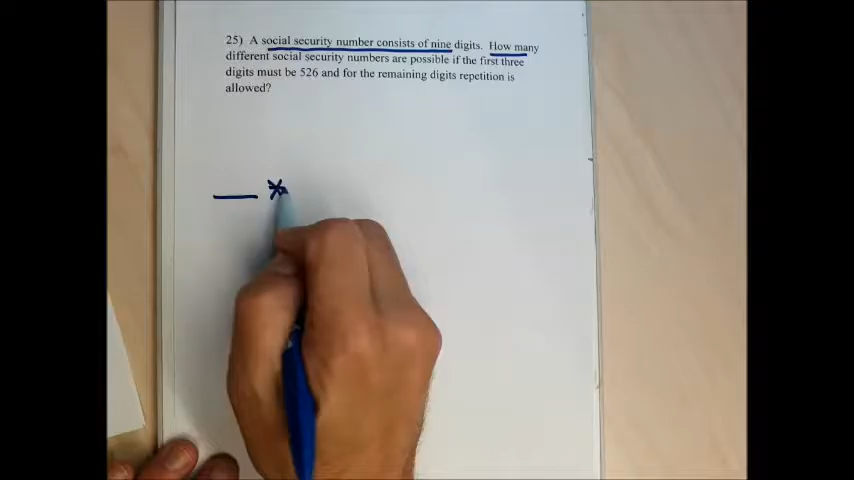 25) A social security number consists of nine digits. How many
different social security numbers are possible if the first three
digits must be 526 and for the remaining digits repetition is
allowed?
__ *